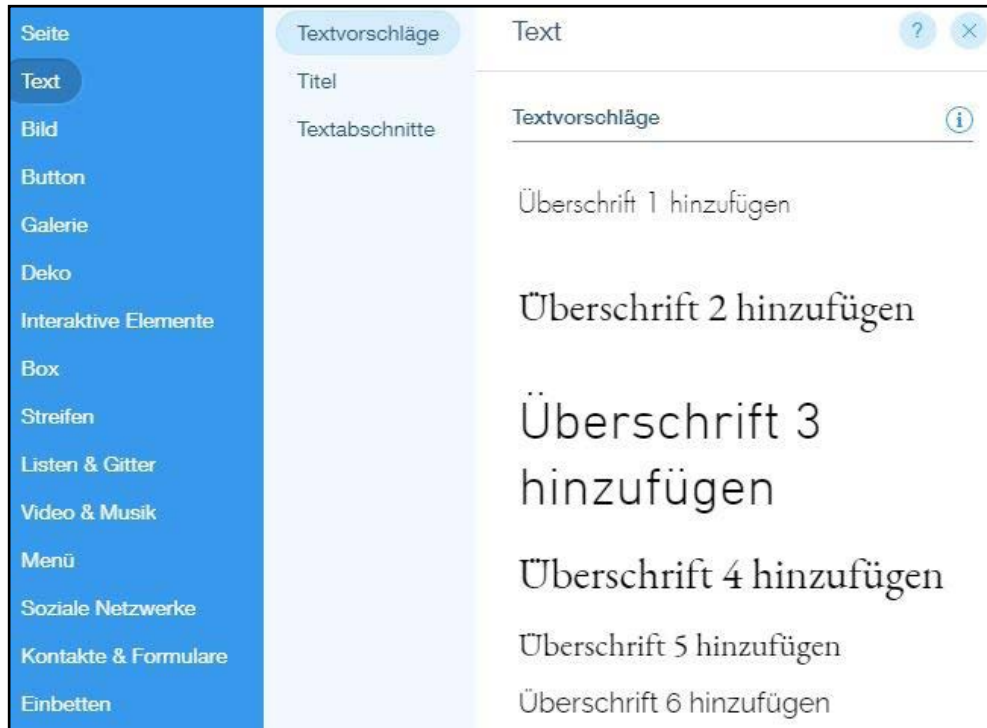 Seite
Text
Bild
Button
Galerie
Deko
Interaktive Elemente
Box
Streifen
Listen & Gitter
Video & Musik
Menü
Soziale Netzwerke
Kontakte & Formulare
Einbetten
Textvorschläge
Titel
Textabschnitte
Text
?
Textvorschläge
i
Überschrift 1 hinzufügen
Überschrift 2 hinzufügen
Überschrift 3
hinzufügen
Überschrift 4 hinzufügen
Überschrift 5 hinzufügen
Überschrift 6 hinzufügen